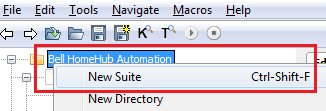 File Edit Tools Navigate Macros Help
K T
Bell HomeHub Automation
New Suite Ctrl-Shift-F
New Directory